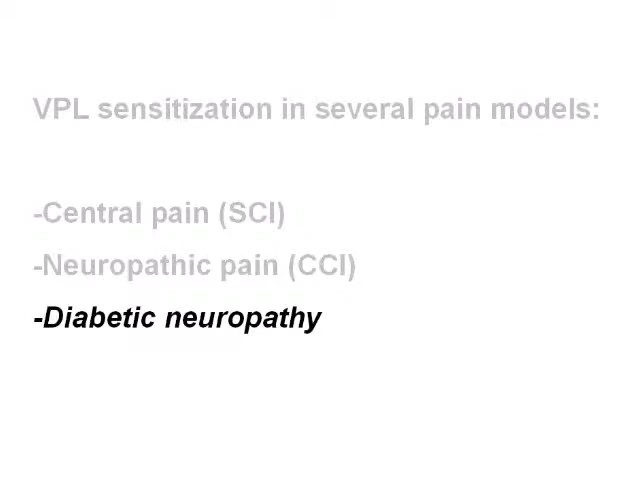 VPL sensitization in several pain models:
-Central pain (SCI)
-Neuropathic pain (CCI)
-Diabetic neuropathy